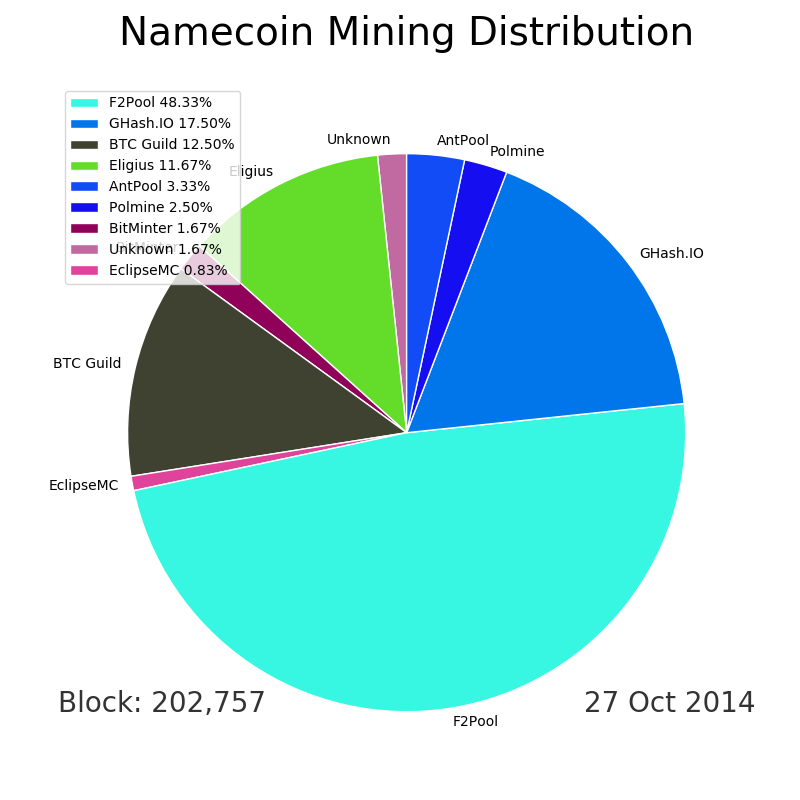 Namecoin Mining Distribution
F2Pool 48.33%
GHash.IO 17.50%
BTC Guild 12.50%
Eligius 11.67%
AntPool 3.33%
Polmine 2.50%
BitMinter 1.67%
Unknown 1.67%
EclipseMC 0.83%
Unknown
AntPool
Polmine
Eligius
BitMinter
GHash.IO
BTC Guild
EclipseMC
F2Pool
Block: 202,757
27 Oct 2014